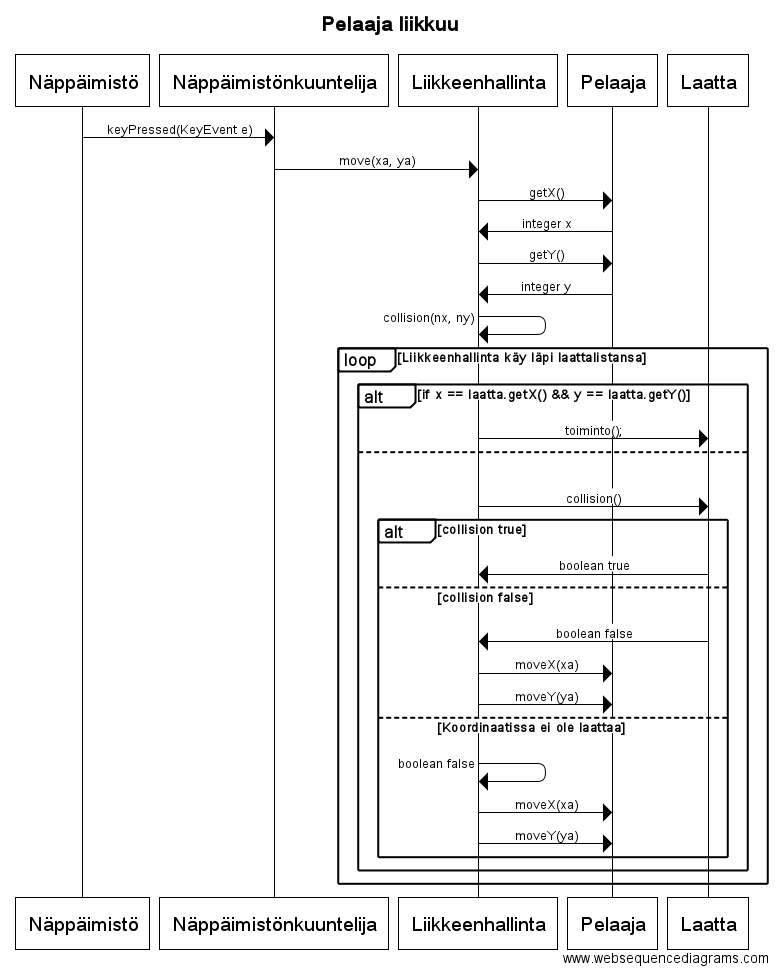 Pelaaja liikkuu
Näppäimistö Näppäimistönkuuntelija Liikkeenhallinta Pelaaja Laatta
keyPressed(KeyEvent e)
move(xa, ya)
getX()
integer x
getY()
integer y
collision(nx, ny)
loop [Liikkeenhallinta käy läpi laattalistansa]
alt [if x == laatta.getX() && y == laatta.getY()]
toiminto();
collision()
alt [collision true]
boolean true
[collision false]
boolean false
moveX(xa)
moveY(ya)
[Koordinaatissa ei ole laattaa]
boolean false
moveX(xa)
moveY(ya)
Näppäimistö Näppäimistönkuuntelija Liikkeenhallinta Pelaaja Laatta
www.websequencediagrams.com